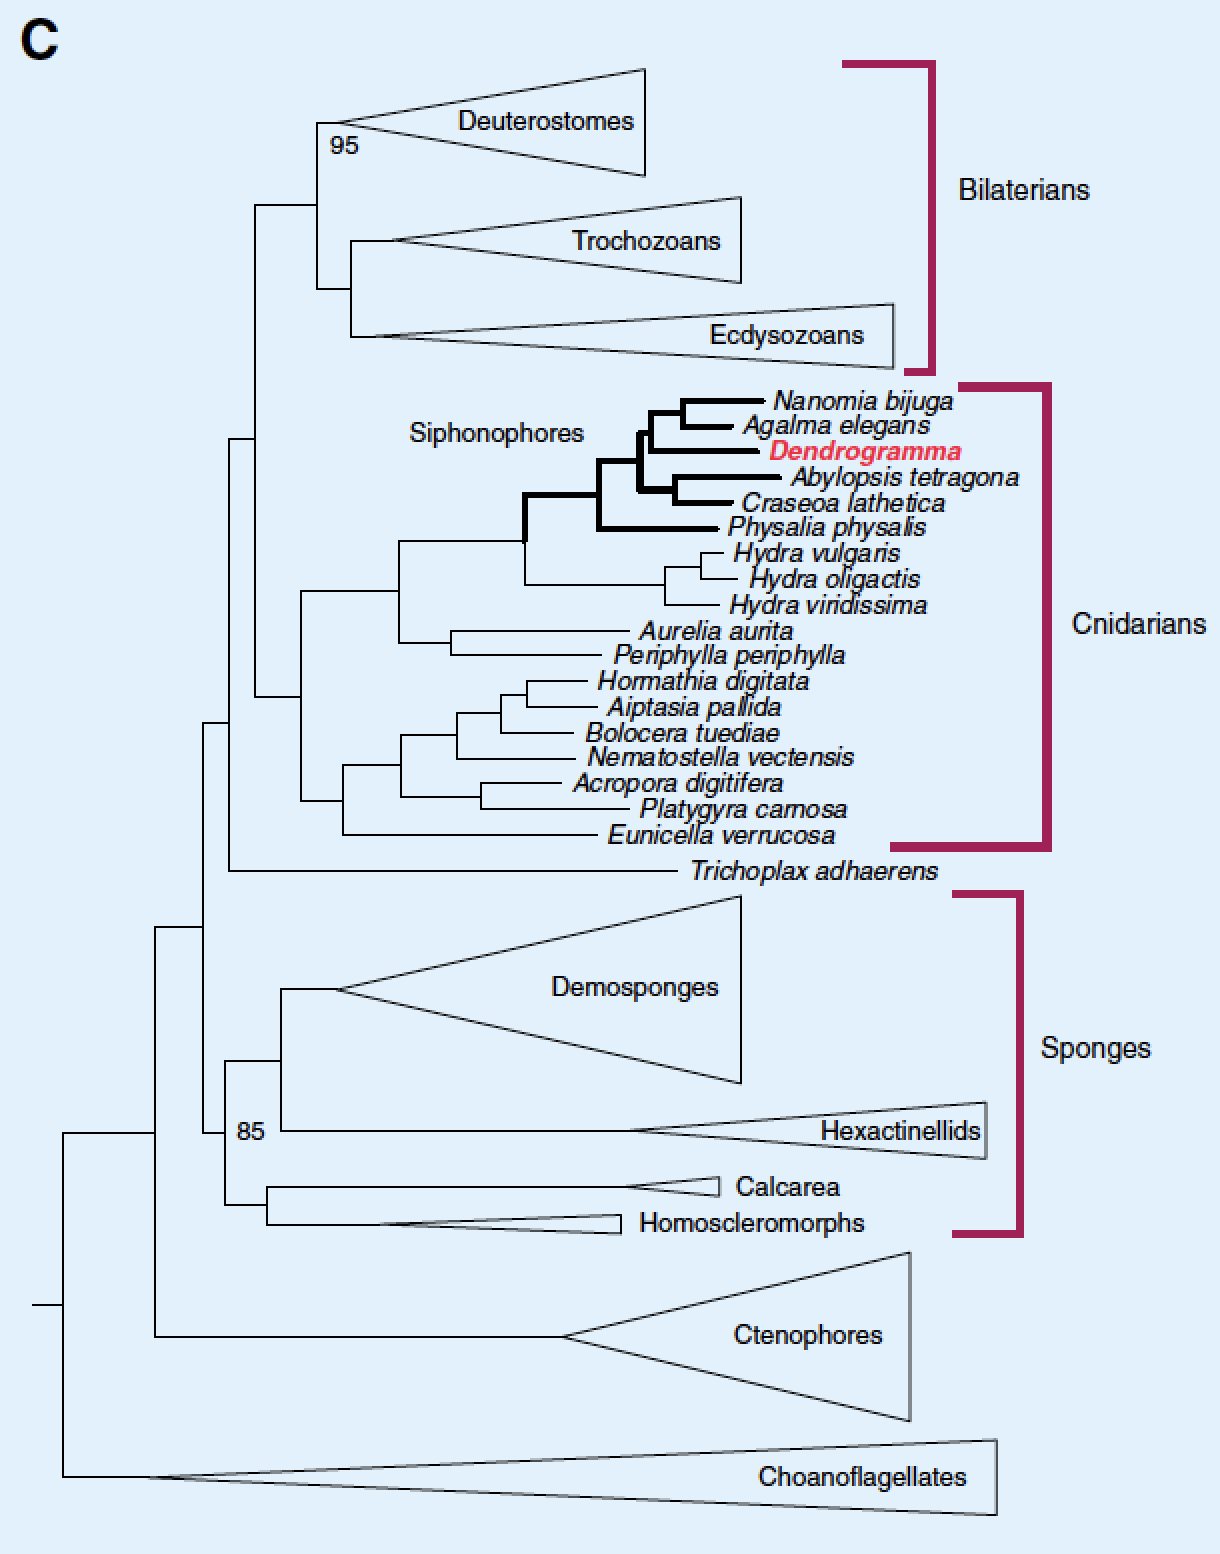 C
Deuterostomes
95
Bilaterians
Trochozoans
Ecdysozoans
Nanomia bijuga
Siphonophores
Agalma elegans
Dendrogramma
Abylopsis tetragona
Craseoa lathetica
Physalia physalis
Hydra vulgaris
Hydra oligactis
Hydra viridissima
Cnidarians
Aurelia aurita
Periphylla periphylla
Hormathia digitata
Aiptasia pallida
Bolocera tuediae
Nematostella vectensis
Acropora digitifera
Platygyra carnosa
Eunicella verrucosa
Trichoplax adhaerens
Demosponges
Sponges
85
Hexactinellids
Calcarea
Homoscleromorphs
Ctenophores
Choanoflagellates